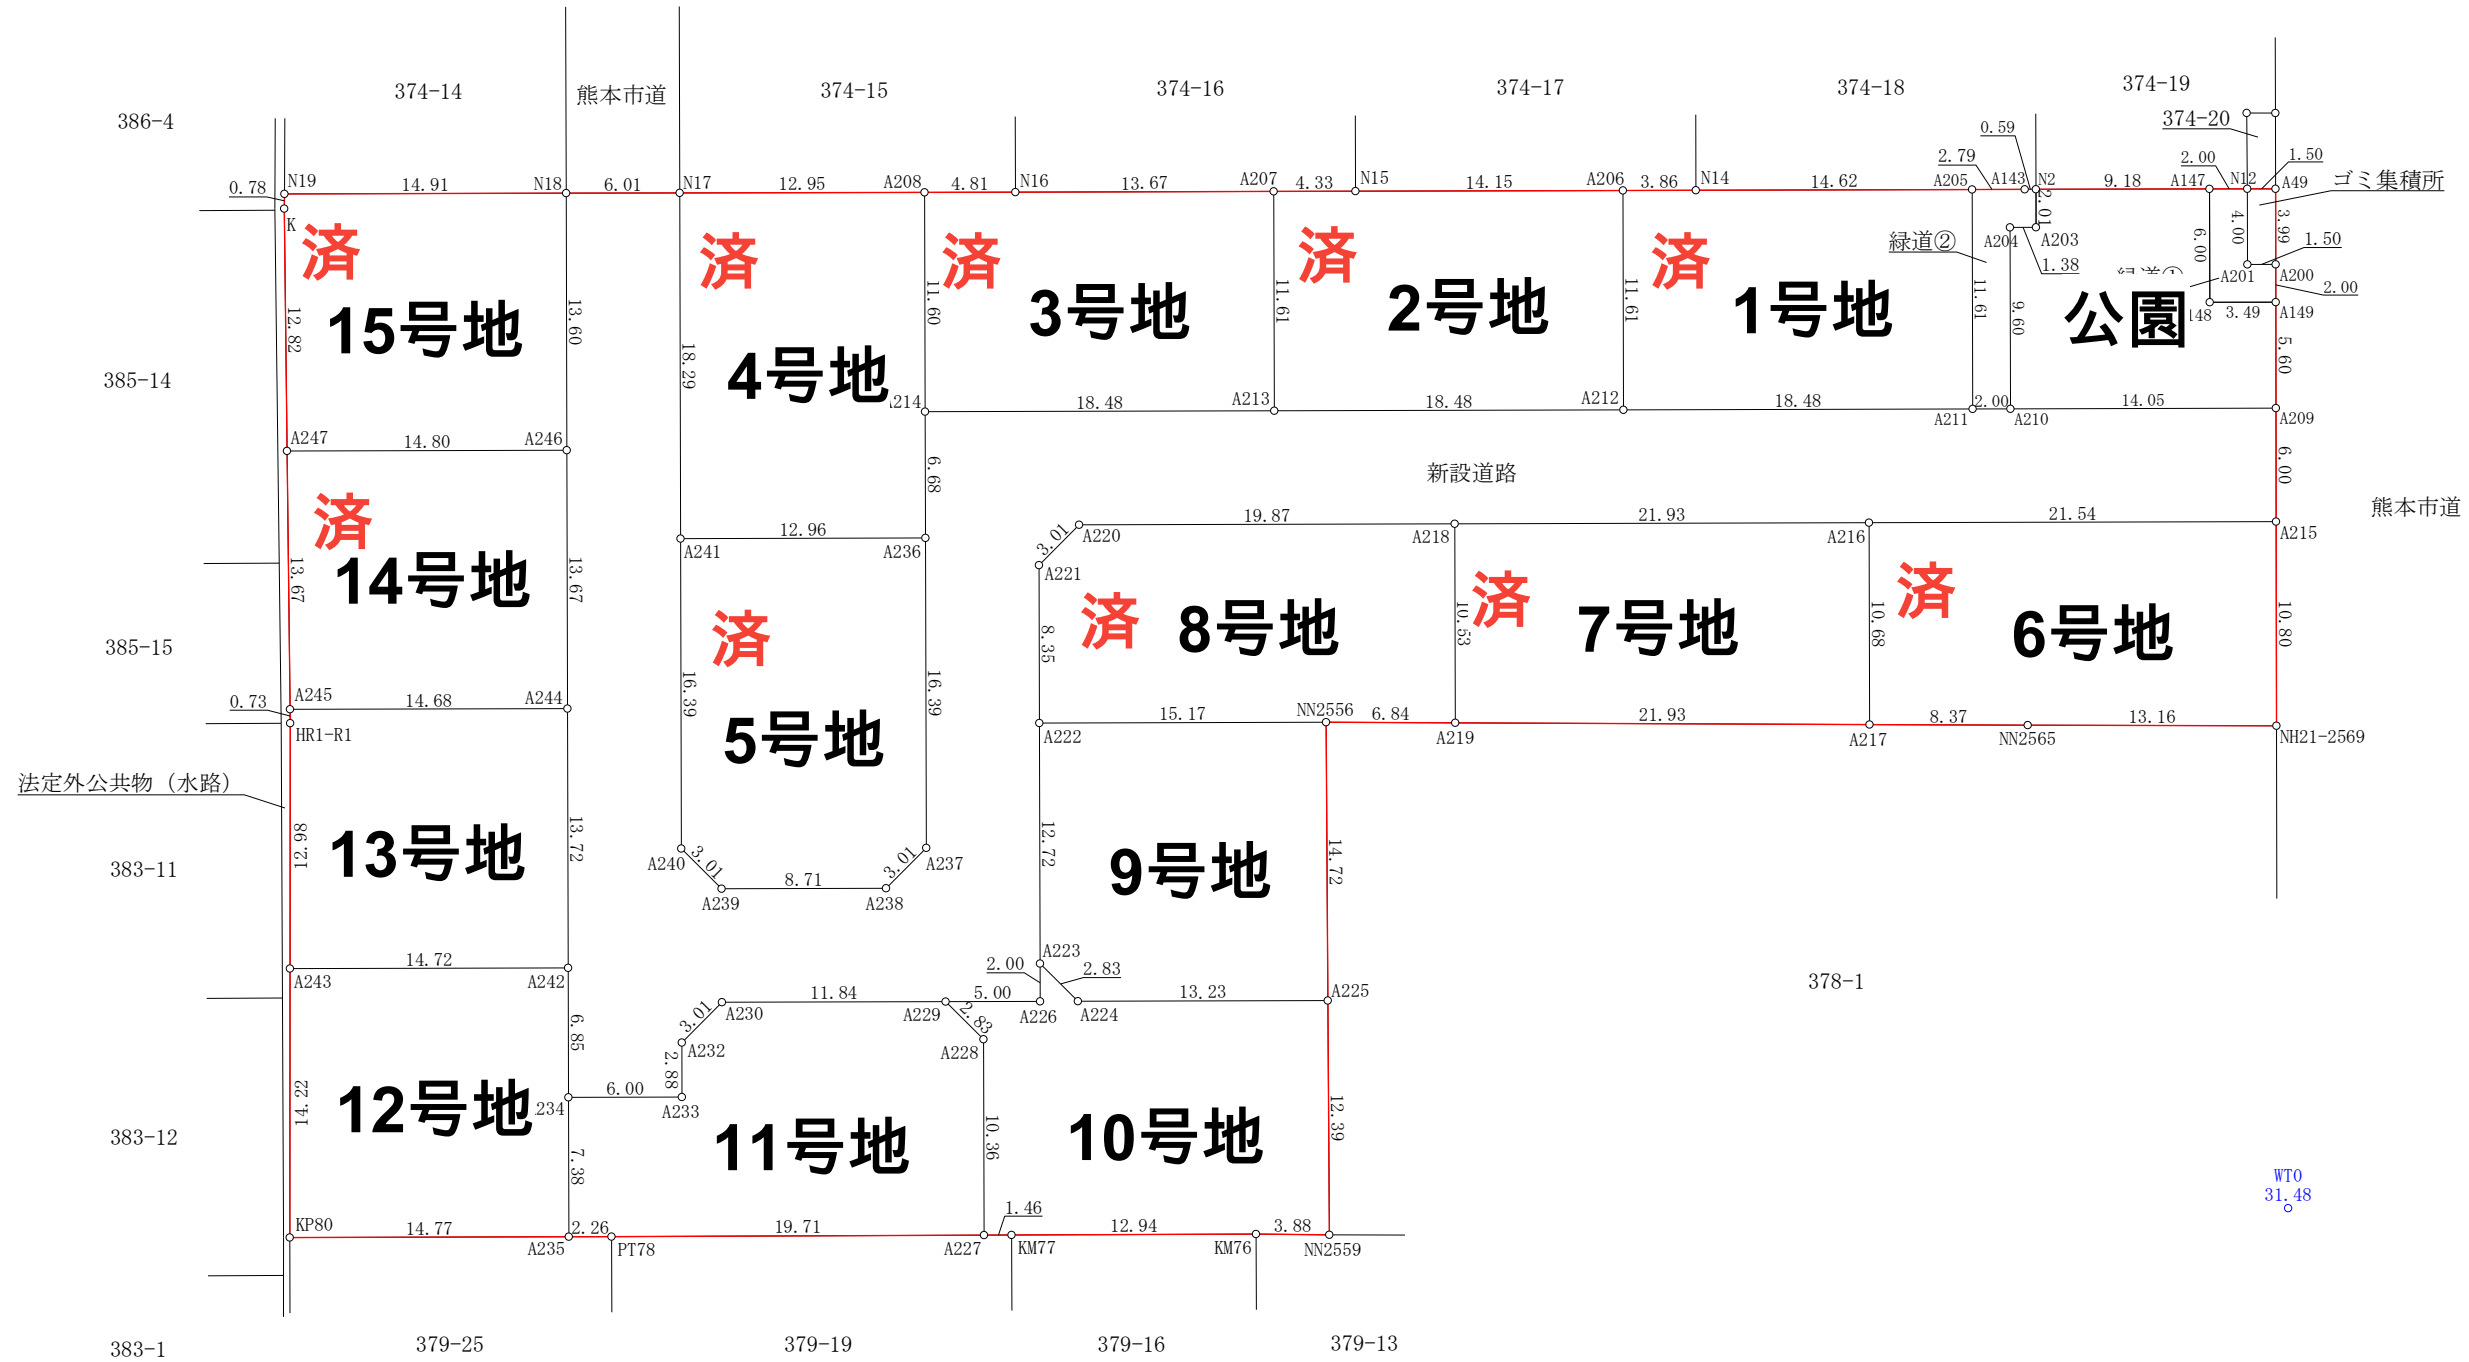 374-14
熊本市道
374-15
374-16
374-17
374-18
374-19
374-20
386-4
0.59
2.79
2.00
1.50
0.78
N19
14.91
N18
6.01
N17
12.95
A208
4.81
N16
13.67
A207
4.33
N15
14.15
A206
3.86
N14
14.62
A205
A143
N2
9.18
A147
N12
A49
ゴミ集積所
K
済
済
済
済
済
2.01
4.00
3.99
緑道②
A204
A203
6.00
1.50
1.38
A201
A200
2.00
12.82
15号地
13.60
18.29
4号地
11.60
3号地
11.61
2号地
11.61
1号地
11.61
9.60
公園
148
3.49
A149
5.60
385-14
A247
14.80
A246
214
18.48
A213
18.48
A212
18.48
A211
2.00
A210
14.05
A209
6.68
新設道路
6.00
熊本市道
済
13.67
14号地
13.67
A241
12.96
A236
3.01
A220
19.87
A218
21.93
A216
21.54
A215
A221
済
済
済
済
8.35
8号地
10.53
7号地
10.68
6号地
10.80
385-15
0.73
A245
14.68
A244
16.39
5号地
16.39
HR1-R1
A222
15.17
NN2556
6.84
A219
21.93
A217
8.37
NN2565
13.16
NH21-2569
法定外公共物（水路）
383-11
12.98
13号地
13.72
A240
3.01
A239
8.71
A238
3.01
A237
12.72
9号地
14.72
A243
14.72
A242
A223
2.00
2.83
378-1
3.01
A230
11.84
A229
5.00
A226
A224
13.23
A225
2.83
A228
6.85
A232
2.88
383-12
14.22
12号地
234
6.00
A233
11号地
10.36
10号地
12.39
7.38
WT0
31.48
KP80
14.77
A235
2.26
PT78
19.71
A227
1.46
KM77
12.94
KM76
3.88
NN2559
383-1
379-25
379-19
379-16
379-13